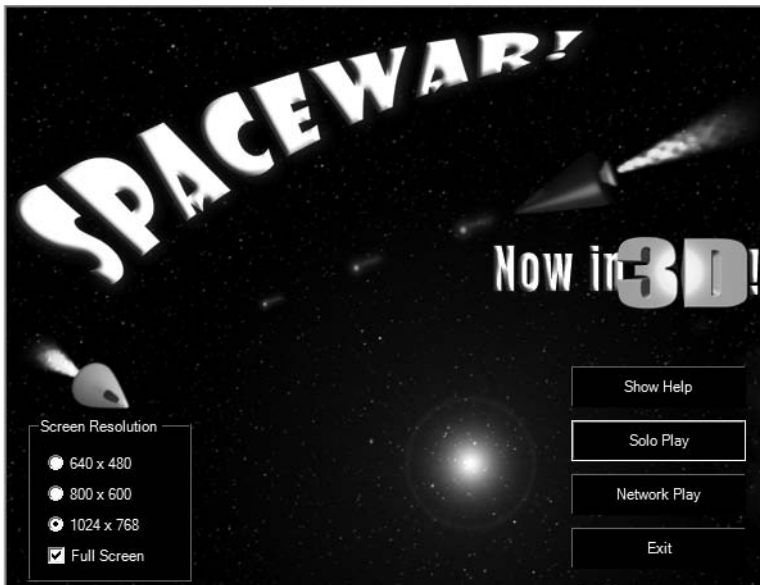 SPACEWAR!
Now in 3D!
Show Help
Solo Play
Network Play
Exit
Screen Resolution
640 x 480
800 x 600
1024 x 768
Full Screen